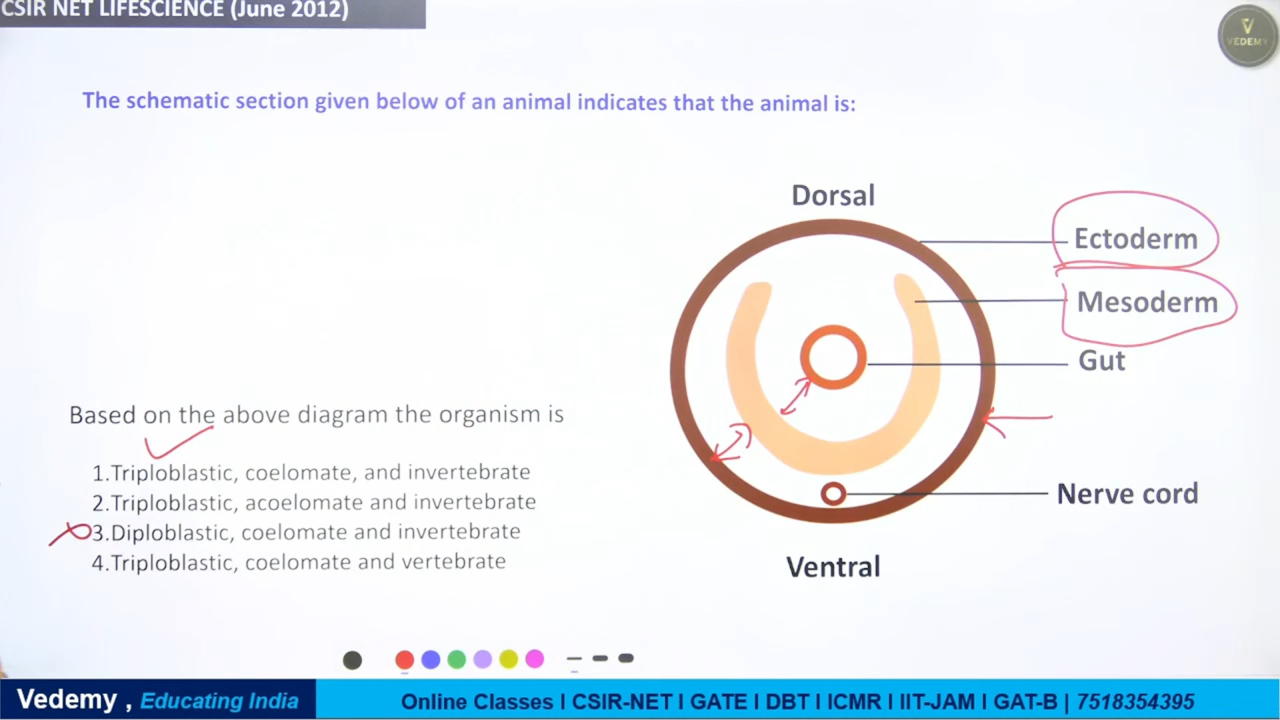 CSIR NET LIFESCIENCE (June 2012)
V
VEDEMY
The schematic section given below of an animal indicates that the animal is:
Dorsal
Ectoderm
Mesoderm
Gut
Nerve cord
Ventral
Based on the above diagram the organism is
1.Triploblastic, coelomate, and invertebrate
2.Triploblastic, acoelomate and invertebrate
3.Diploblastic, coelomate and invertebrate
4.Triploblastic, coelomate and vertebrate
Vedemy , Educating India
Online Classes I CSIR-NET I GATE I DBT I ICMR I IIT-JAM I GAT-B | 7518354395